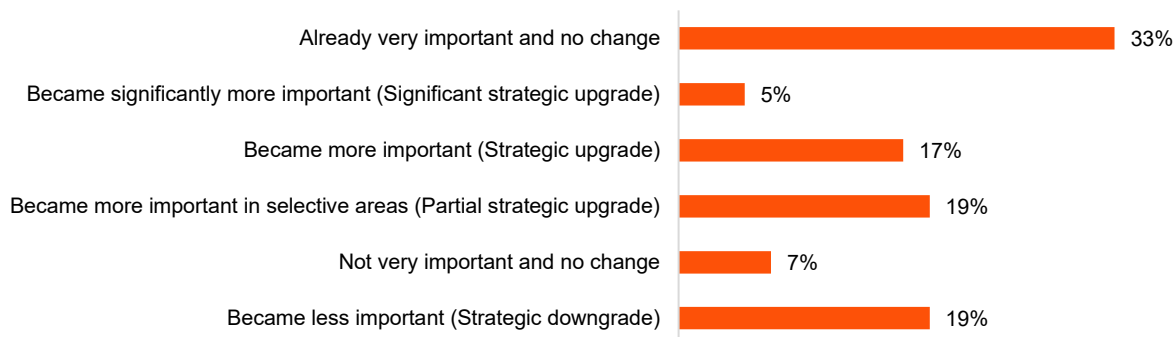 Already very important and no change 33%
Became significantly more important (Significant strategic upgrade) 5%
Became more important (Strategic upgrade) 17%
Became more important in selective areas (Partial strategic upgrade) 19%
Not very important and no change 7%
Became less important (Strategic downgrade) 19%